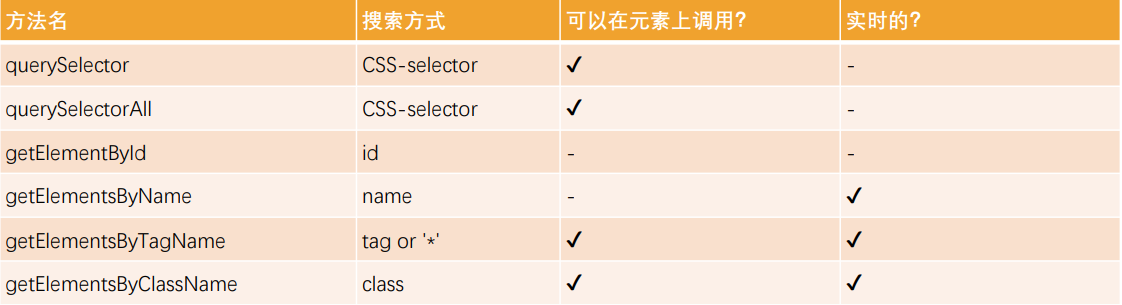 方法名 搜索方式 可以在元素上调用? 实时的?
querySelector CSS-selector ✔ -
querySelectorAll CSS-selector ✔ -
getElementById id - -
getElementsByName name - ✔
getElementsByTagName tag or '*' ✔ ✔
getElementsByClassName class ✔ ✔